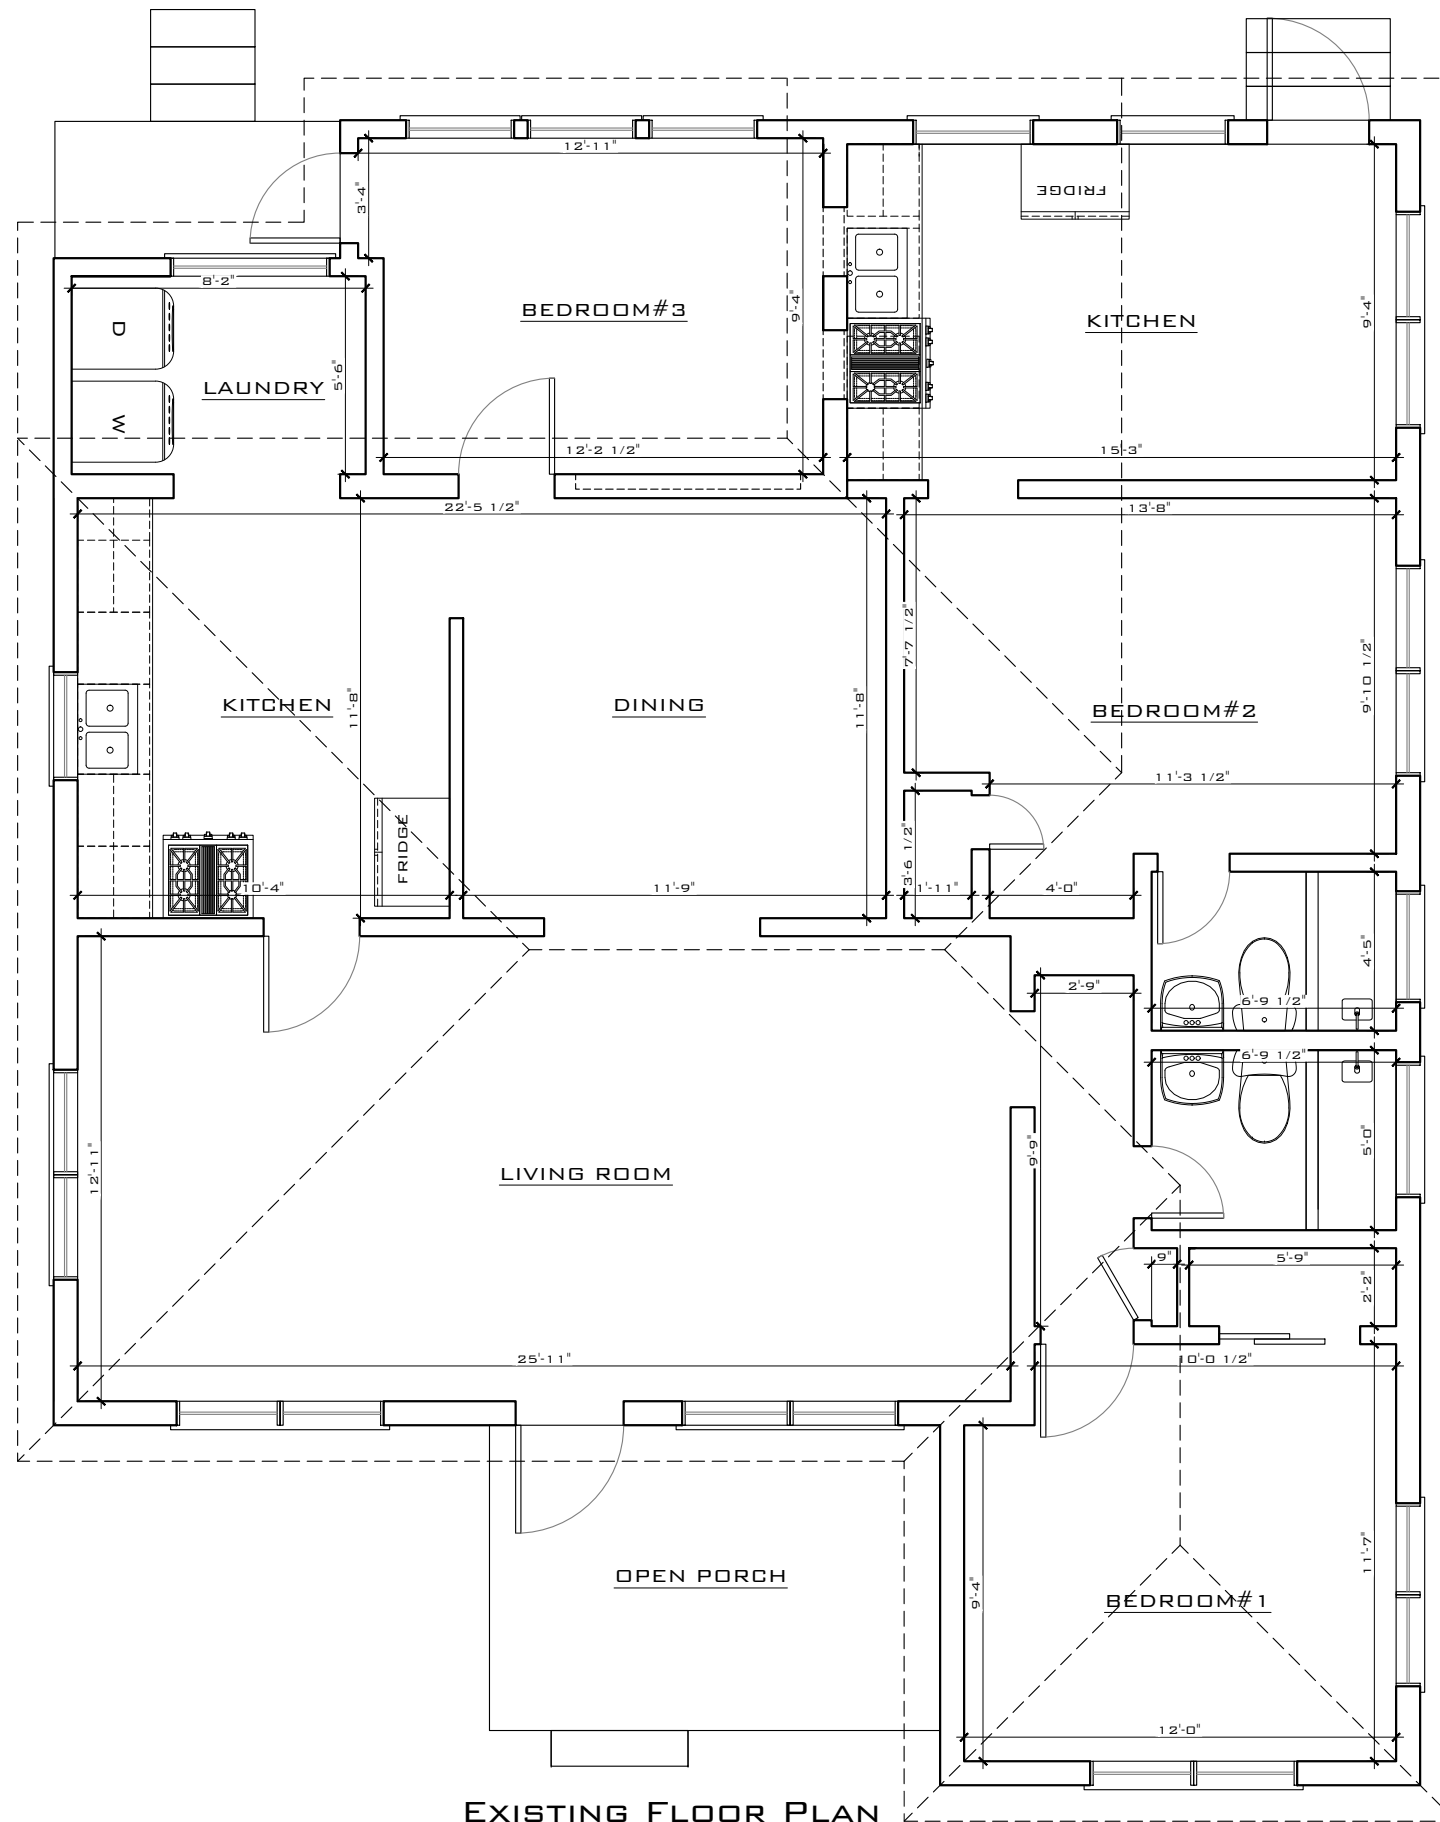 12'-11"
3'-4"
FRIDGE
8'-2"
BEDROOM#3
9'-4"
KITCHEN
9'-4"
D
LAUNDRY
5'-6"
W
12'-2 1/2"
15'-3"
22'-5 1/2"
13'-8"
7'-7 1/2"
KITCHEN
11'-8"
DINING
11'-8"
BEDROOM#2
9'-10 1/2"
11'-3 1/2"
FRIDGE
3'-6 1/2"
10'-4"
11'-9"
1'-11"
4'-0"
4'-5"
2'-9"
6'-9 1/2"
6'-9 1/2"
12'-11"
LIVING ROOM
9'-9"
5'-0"
9"
5'-9"
2'-2"
25'-11"
10'-0 1/2"
11'-7"
OPEN PORCH
9'-4"
BEDROOM#1
12'-0"
EXISTING FLOOR PLAN